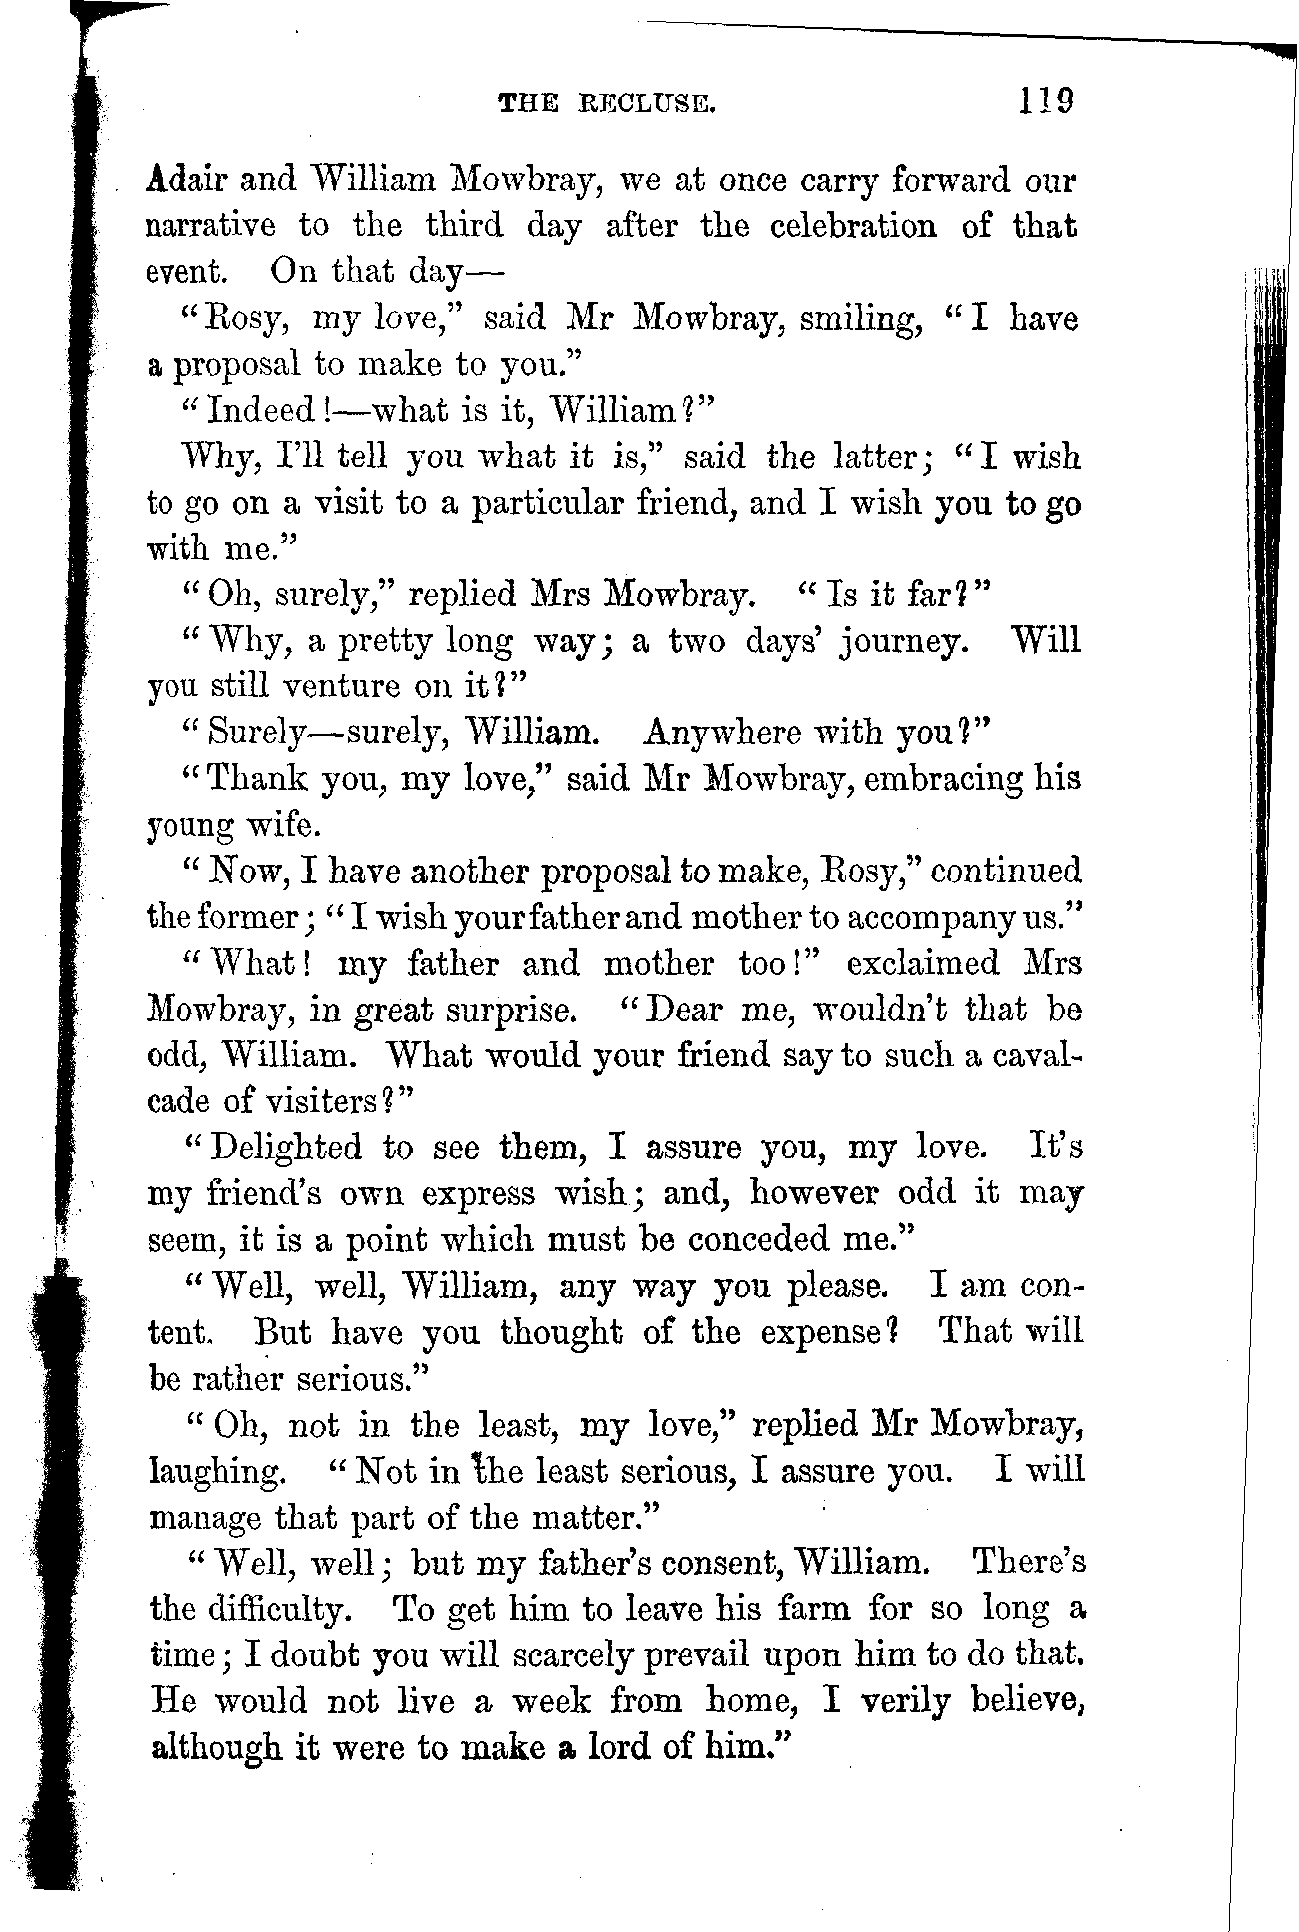 THE RECLUSE. 119
Adair and William Mowbray, we at once carry forward our
narrative to the third day after the celebration of that
event. On that day—
"Rosy, my love," said Mr Mowbray, smiling, "I have
a proposal to make to you."
"Indeed!—what is it, William?"
Why, I'll tell you what it is," said the latter; "I wish
to go on a visit to a particular friend, and I wish you to go
with me."
"Oh, surely," replied Mrs Mowbray. "Is it far?"
"Why, a pretty long way; a two days' journey. Will
you still venture on it?"
"Surely—surely, William. Anywhere with you?"
"Thank you, my love," said Mr Mowbray, embracing his
young wife.
"Now, I have another proposal to make, Rosy," continued
the former; "I wish your father and mother to accompany us."
"What! my father and mother too!" exclaimed Mrs
Mowbray, in great surprise. "Dear me, wouldn't that be
odd, William. What would your friend say to such a caval-
cade of visiters?"
"Delighted to see them, I assure you, my love. It's
my friend's own express wish; and, however odd it may
seem, it is a point which must be conceded me."
"Well, well, William, any way you please. I am con-
tent. But have you thought of the expense? That will
be rather serious."
"Oh, not in the least, my love," replied Mr Mowbray,
laughing. "Not in the least serious, I assure you. I will
manage that part of the matter."
"Well, well; but my father's consent, William. There's
the difficulty. To get him to leave his farm for so long a
time; I doubt you will scarcely prevail upon him to do that.
He would not live a week from home, I verily believe,
although it were to make a lord of him."